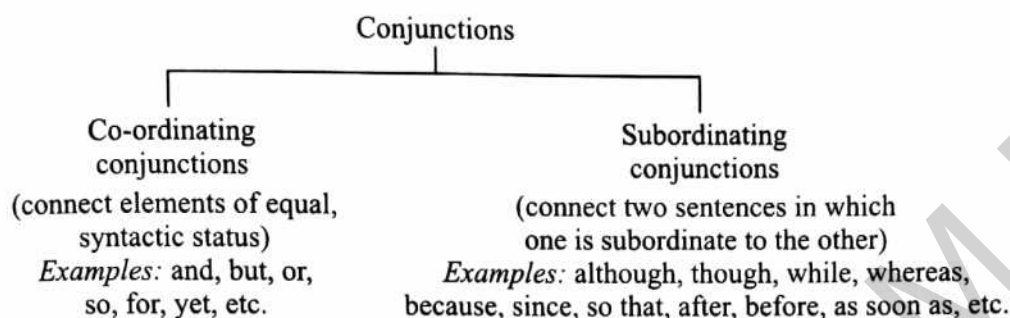 Conjunctions
Co-ordinating
conjunctions
(connect elements of equal,
syntactic status)
Examples: and, but, or,
so, for, yet, etc.
Subordinating
conjunctions
(connect two sentences in which
one is subordinate to the other)
Examples: although, though, while, whereas,
because, since, so that, after, before, as soon as, etc.